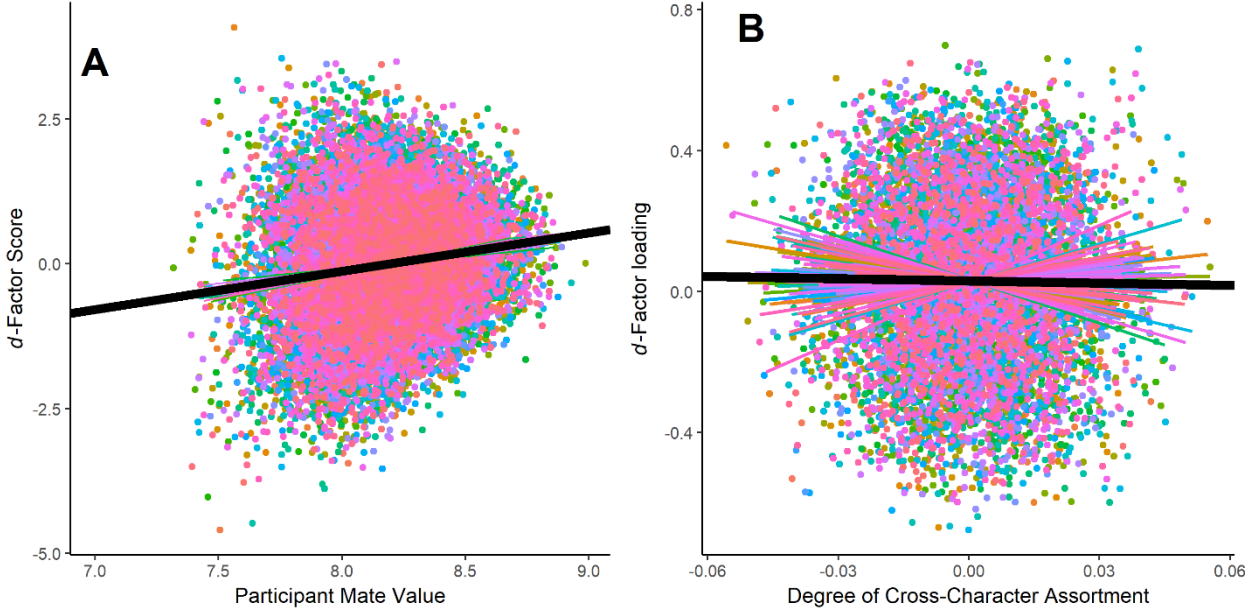 A
d-Factor Score
2.5
0.0
-2.5
-5.0
7.0 7.5 8.0 8.5 9.0
Participant Mate Value
B
d-Factor loading
0.8
0.4
0.0
-0.4
-0.06 -0.03 0.00 0.03 0.06
Degree of Cross-Character Assortment